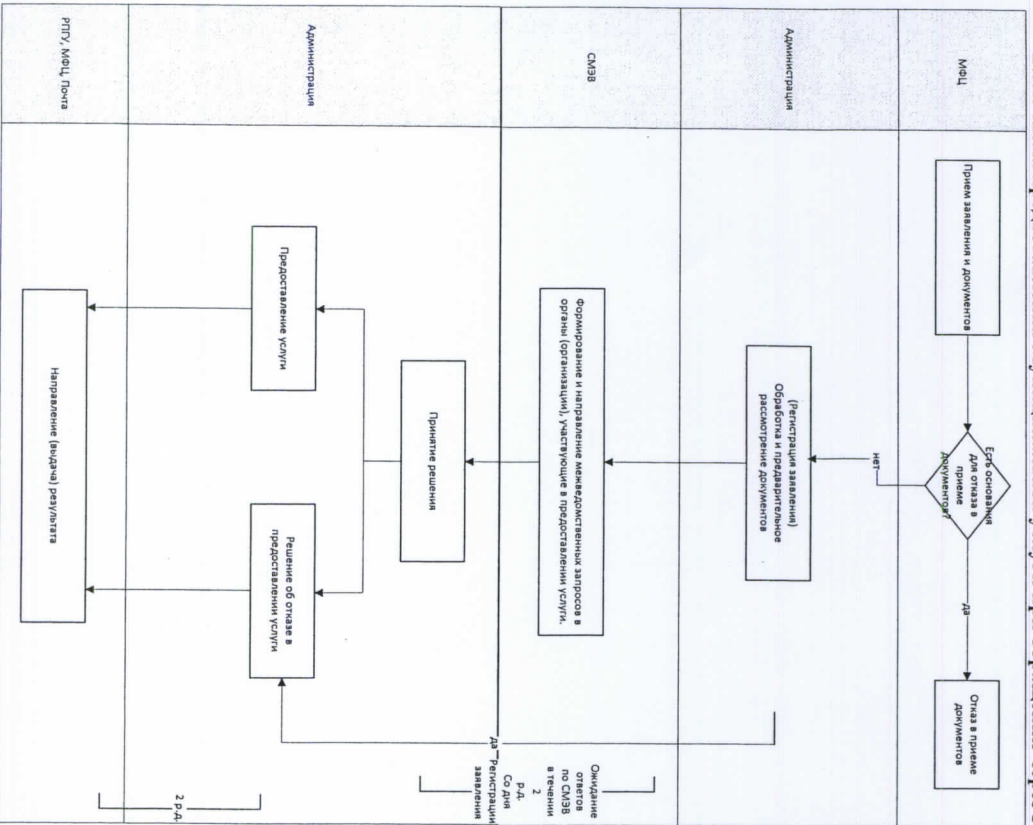 МФЦ
Прием заявления и документов
Есть основания
для отказа в
приеме
документов?
да
Отказ в приеме
документов
нет
Администрация
(Регистрация заявления)
Обработка и предварительное
рассмотрение документов
СМЭВ
Формирование и направление межведомственных запросов в
органы (организации), участвующие в предоставлении услуги.
Ожидание
ответов
по СМЭВ
в течении
2
р.д.
Со дня
Регистрации
заявления
да
Администрация
Принятие решения
Предоставление услуги
Решение об отказе в
предоставлении услуги
2 р.д.
РПГУ, МФЦ, Почта
Направление (выдача) результата